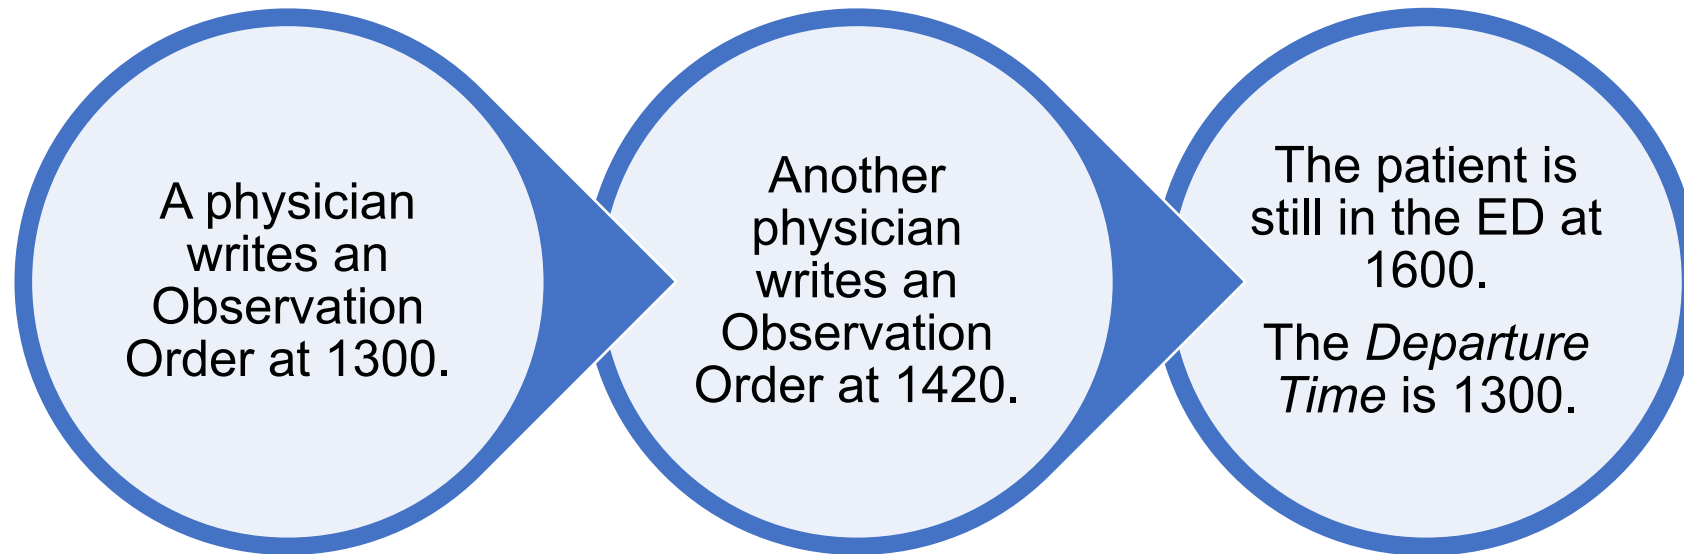 A physician
writes an
Observation
Order at 1300.
Another
physician
writes an
Observation
Order at 1420.
The patient is
still in the ED at
1600.
The Departure
Time is 1300.